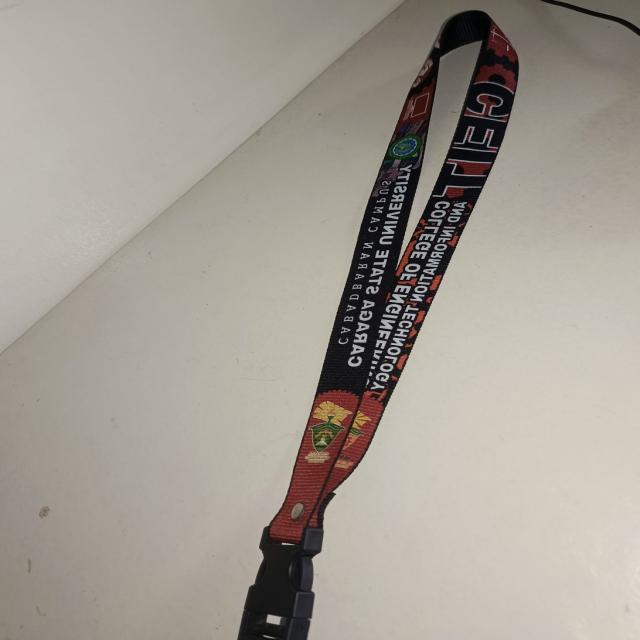 CARAGA STATE UNIVERSITY
CABADBARAN CAMPUS
CEIT
COLLEGE OF ENGINEERING
AND INFORMATION TECHNOLOGY